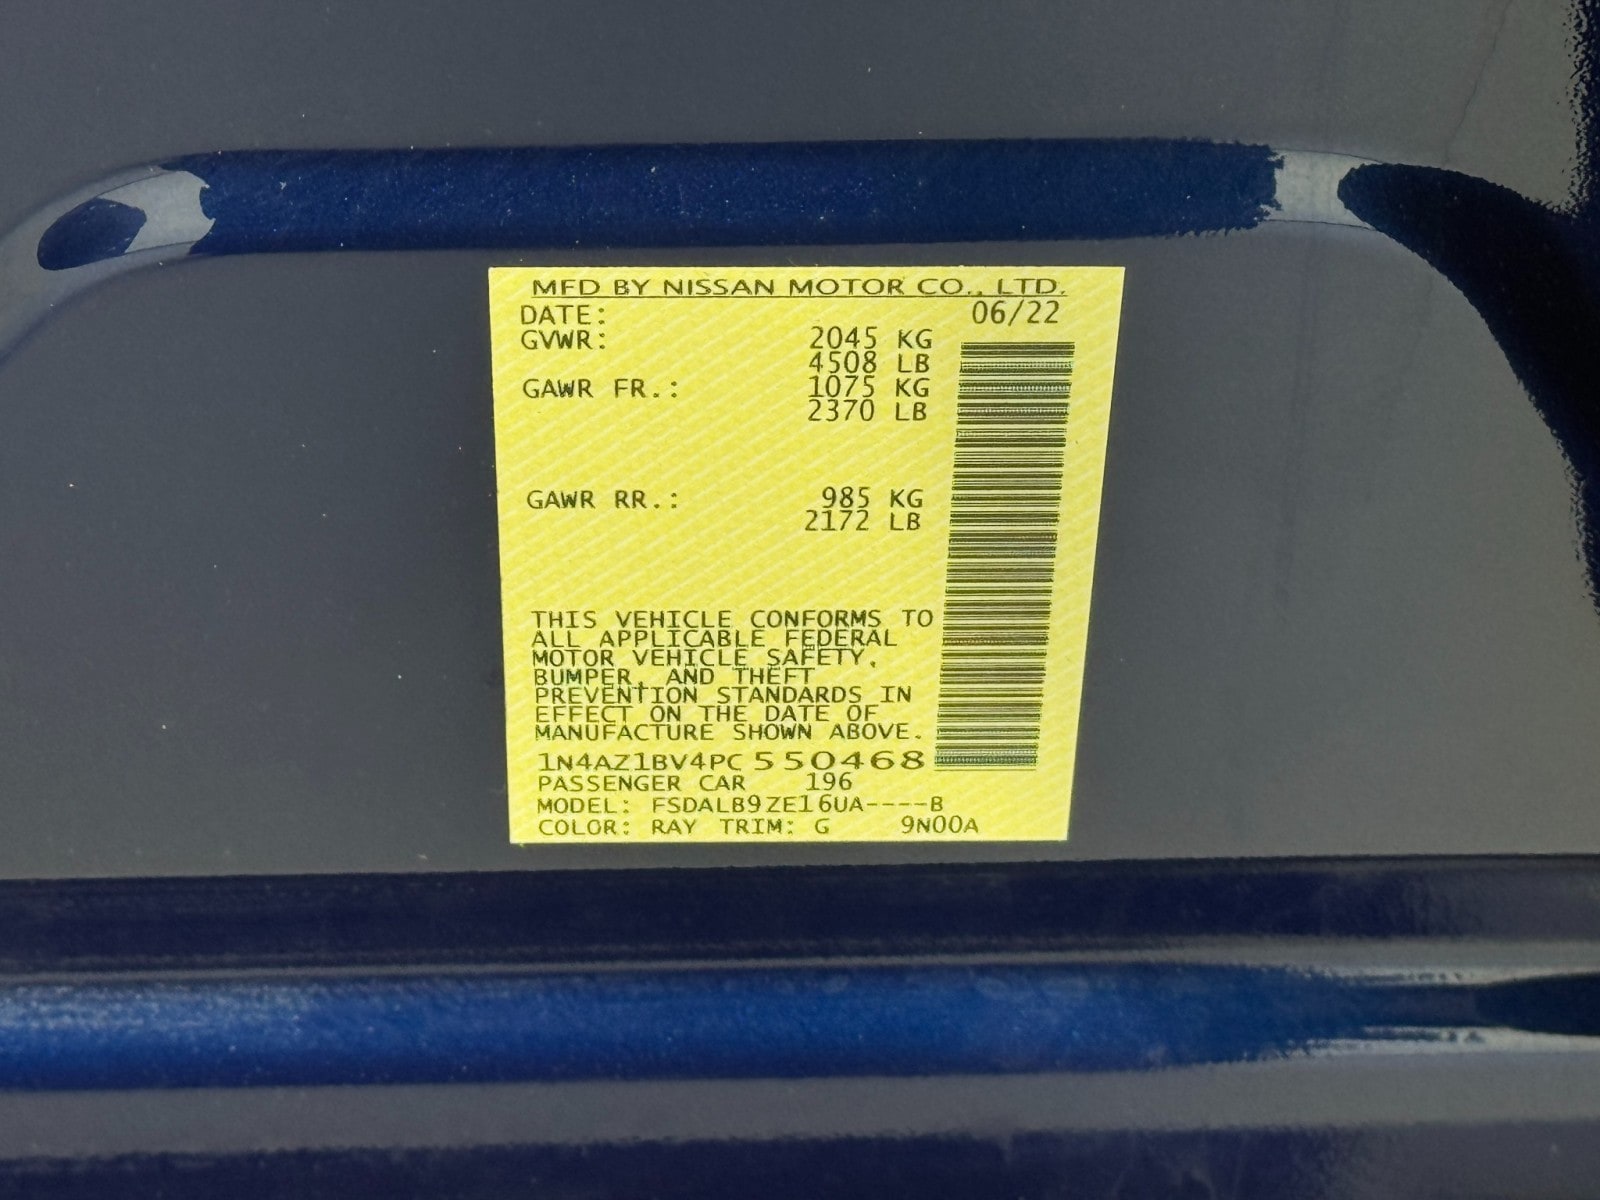 MFD BY NISSAN MOTOR CO., LTD.
DATE: 06/22
GVWR: 2045 KG
4508 LB
GAWR FR.: 1075 KG
2370 LB
GAWR RR.: 985 KG
2172 LB
THIS VEHICLE CONFORMS TO
ALL APPLICABLE FEDERAL
MOTOR VEHICLE SAFETY,
BUMPER, AND THEFT
PREVENTION STANDARDS IN
EFFECT ON THE DATE OF
MANUFACTURE SHOWN ABOVE.
1N4AZ1BV4PC550468
PASSENGER CAR 196
MODEL: FSDALB9ZE16UA----B
COLOR: RAY TRIM: G 9N00A